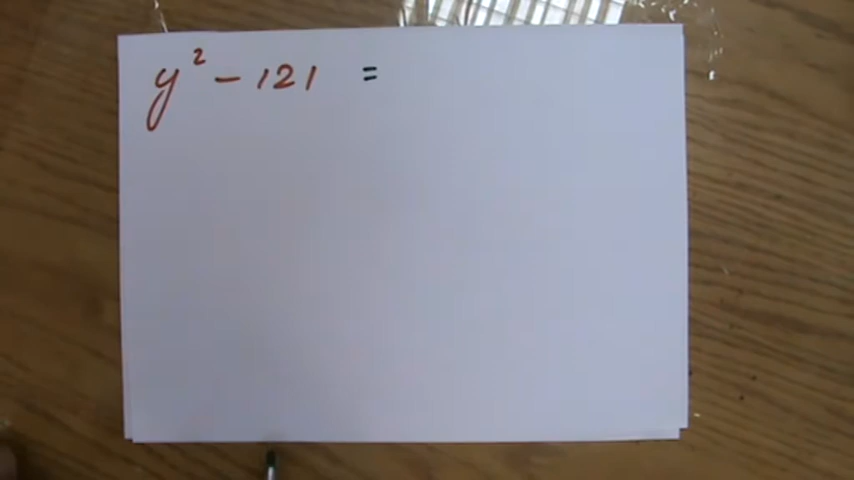 y² - 121 =